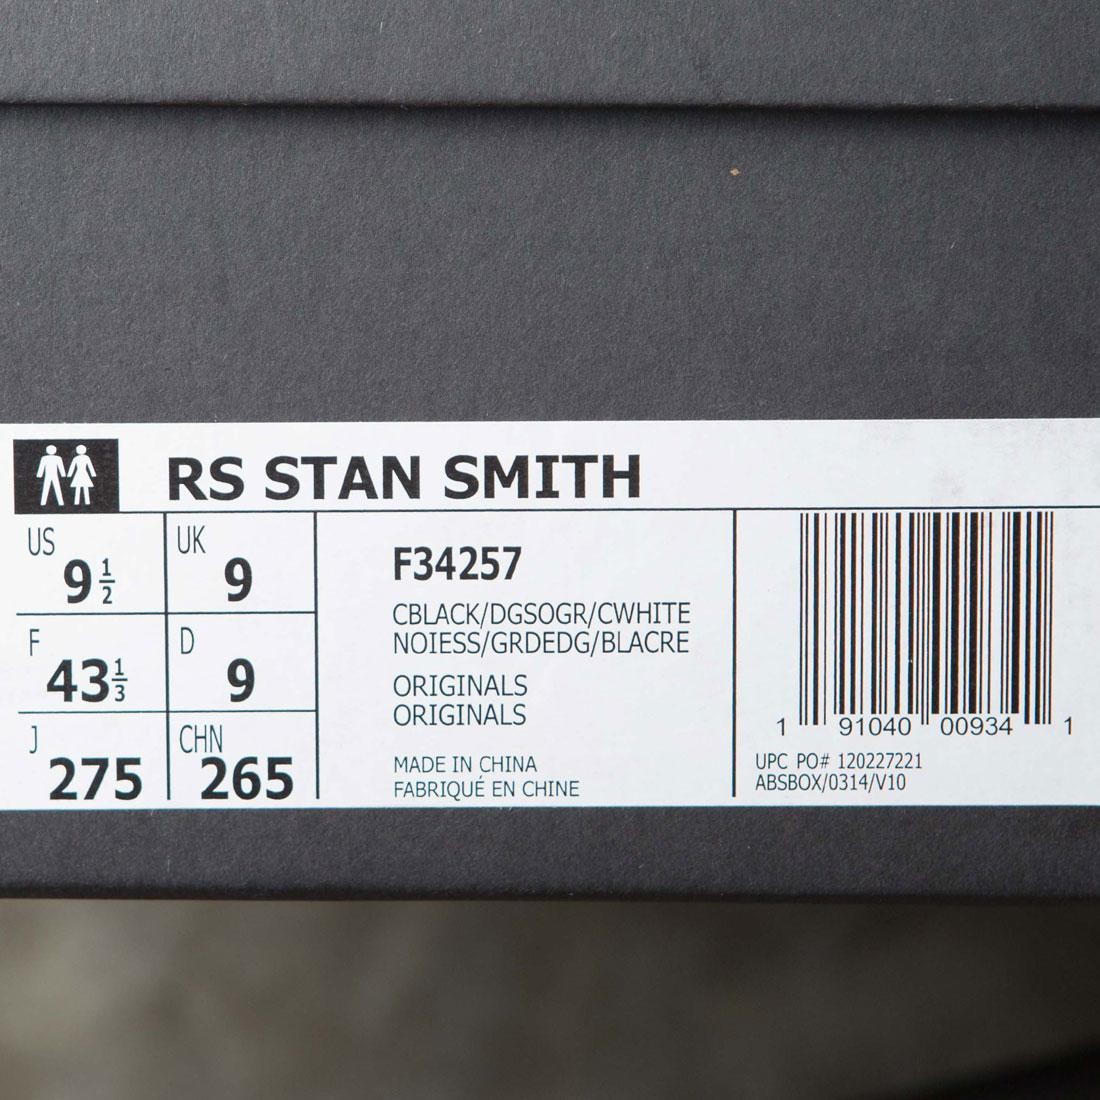 RS STAN SMITH
US 9 1/2
UK 9
F 43 1/3
D 9
J 275
CHN 265
F34257
CBLACK/DGSOGR/CWHITE
NOIESS/GRDEDG/BLACRE
ORIGINALS
ORIGINALS
MADE IN CHINA
FABRIQUÉ EN CHINE
1 91040 00934 1
UPC PO# 120227221
ABSBOX/0314/V10